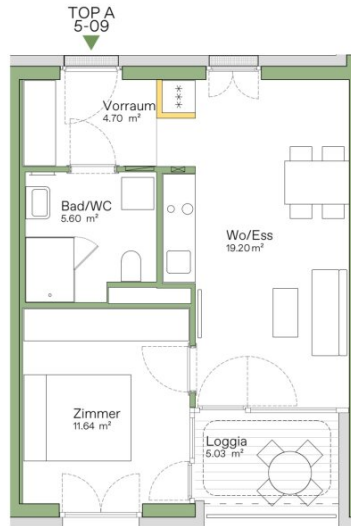 TOP A
5-09
Vorraum
4.70 m²
Bad/WC
5.60 m²
Wo/Ess
19.20 m²
Zimmer
11.64 m²
Loggia
5.03 m²